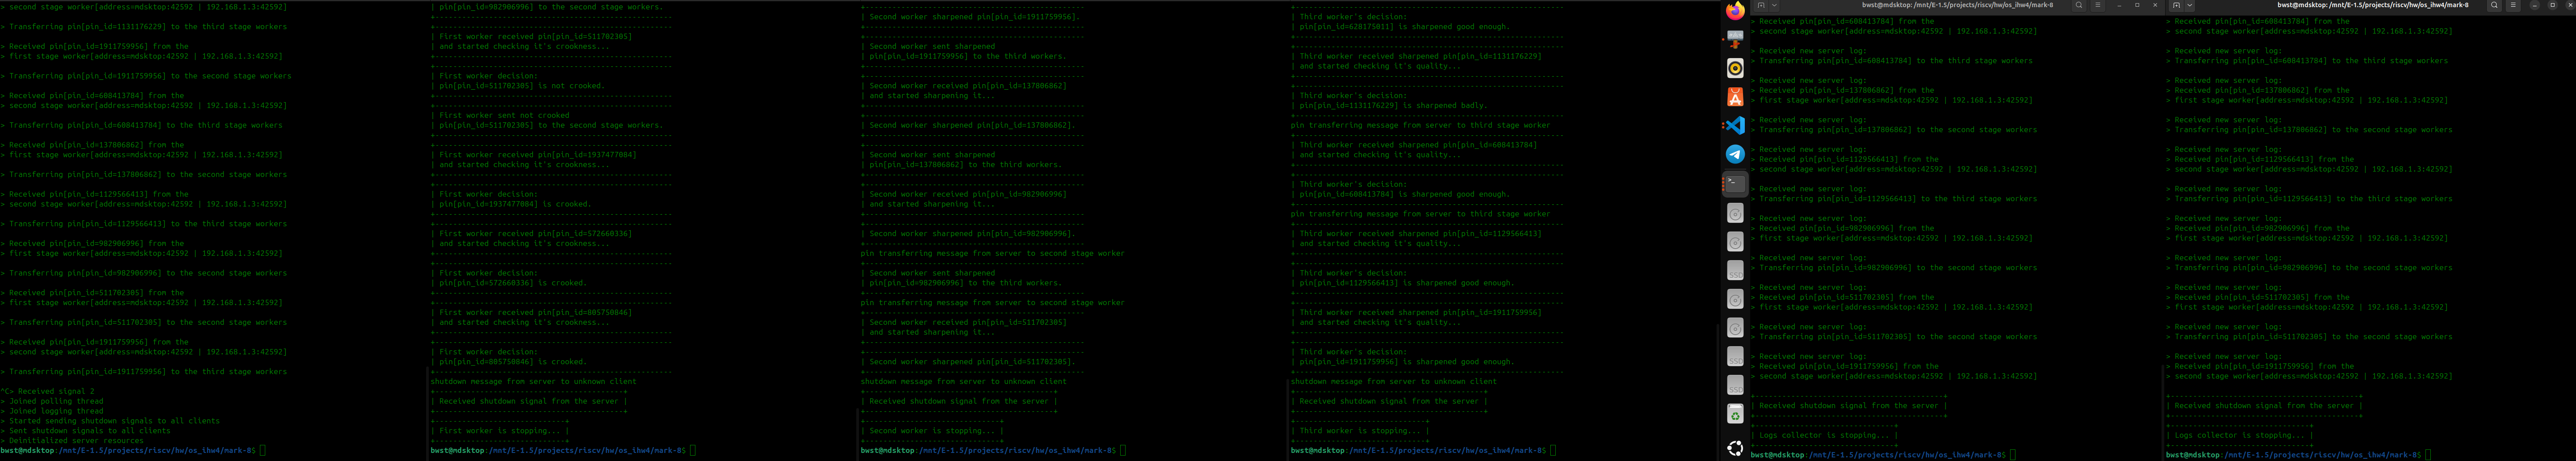 > second stage worker[address=mdsktop:42592 | 192.168.1.3:42592]
> Transferring pin[pin_id=1131176229] to the third stage workers
> Received pin[pin_id=1911759956] from the
> first stage worker[address=mdsktop:42592 | 192.168.1.3:42592]
> Transferring pin[pin_id=1911759956] to the second stage workers
> Received pin[pin_id=608413784] from the
> second stage worker[address=mdsktop:42592 | 192.168.1.3:42592]
> Transferring pin[pin_id=608413784] to the third stage workers
> Received pin[pin_id=137806862] from the
> first stage worker[address=mdsktop:42592 | 192.168.1.3:42592]
> Transferring pin[pin_id=137806862] to the second stage workers
> Received pin[pin_id=1129566413] from the
> second stage worker[address=mdsktop:42592 | 192.168.1.3:42592]
> Transferring pin[pin_id=1129566413] to the third stage workers
> Received pin[pin_id=982906996] from the
> first stage worker[address=mdsktop:42592 | 192.168.1.3:42592]
> Transferring pin[pin_id=982906996] to the second stage workers
> Received pin[pin_id=511702305] from the
> first stage worker[address=mdsktop:42592 | 192.168.1.3:42592]
> Transferring pin[pin_id=511702305] to the second stage workers
> Received pin[pin_id=1911759956] from the
> second stage worker[address=mdsktop:42592 | 192.168.1.3:42592]
> Transferring pin[pin_id=1911759956] to the third stage workers
^C> Received signal 2
> Joined polling thread
> Joined logging thread
> Started sending shutdown signals to all clients
> Sent shutdown signals to all clients
> Deinitialized server resources
bwst@mdsktop:/mnt/E-1.5/projects/riscv/hw/os_ihw4/mark-8$
| pin[pin_id=982906996] to the second stage workers.
| First worker received pin[pin_id=511702305]
| and started checking it's crookness...
| First worker decision:
| pin[pin_id=511702305] is not crooked.
| First worker sent not crooked
| pin[pin_id=511702305] to the second stage workers.
| First worker received pin[pin_id=1937477084]
| and started checking it's crookness...
| First worker decision:
| pin[pin_id=1937477084] is crooked.
| First worker received pin[pin_id=572660336]
| and started checking it's crookness...
| First worker decision:
| pin[pin_id=572660336] is crooked.
| First worker received pin[pin_id=805750846]
| and started checking it's crookness...
| First worker decision:
| pin[pin_id=805750846] is crooked.
shutdown message from server to unknown client
| Received shutdown signal from the server |
| First worker is stopping... |
bwst@mdsktop:/mnt/E-1.5/projects/riscv/hw/os_ihw4/mark-8$
| Second worker sharpened pin[pin_id=1911759956].
| Second worker sent sharpened
| pin[pin_id=1911759956] to the third workers.
| Second worker received pin[pin_id=137806862]
| and started sharpening it...
| Second worker sharpened pin[pin_id=137806862].
| Second worker sent sharpened
| pin[pin_id=137806862] to the third workers.
| Second worker received pin[pin_id=982906996]
| and started sharpening it...
| Second worker sharpened pin[pin_id=982906996].
pin transferring message from server to second stage worker
| Second worker sent sharpened
| pin[pin_id=982906996] to the third workers.
pin transferring message from server to second stage worker
| Second worker received pin[pin_id=511702305]
| and started sharpening it...
| Second worker sharpened pin[pin_id=511702305].
shutdown message from server to unknown client
| Received shutdown signal from the server |
| Second worker is stopping... |
bwst@mdsktop:/mnt/E-1.5/projects/riscv/hw/os_ihw4/mark-8$
| Third worker's decision:
| pin[pin_id=628175011] is sharpened good enough.
| Third worker received sharpened pin[pin_id=1131176229]
| and started checking it's quality...
| Third worker's decision:
| pin[pin_id=1131176229] is sharpened badly.
pin transferring message from server to third stage worker
| Third worker received sharpened pin[pin_id=608413784]
| and started checking it's quality...
| Third worker's decision:
| pin[pin_id=608413784] is sharpened good enough.
pin transferring message from server to third stage worker
| Third worker received sharpened pin[pin_id=1129566413]
| and started checking it's quality...
| Third worker's decision:
| pin[pin_id=1129566413] is sharpened good enough.
| Third worker received sharpened pin[pin_id=1911759956]
| and started checking it's quality...
| Third worker's decision:
| pin[pin_id=1911759956] is sharpened good enough.
shutdown message from server to unknown client
| Received shutdown signal from the server |
| Third worker is stopping... |
bwst@mdsktop:/mnt/E-1.5/projects/riscv/hw/os_ihw4/mark-8$
bwst@mdsktop: /mnt/E-1.5/projects/riscv/hw/os_ihw4/mark-8
> Received pin[pin_id=608413784] from the
> second stage worker[address=mdsktop:42592 | 192.168.1.3:42592]
> Received new server log:
> Transferring pin[pin_id=608413784] to the third stage workers
> Received new server log:
> Received pin[pin_id=137806862] from the
> first stage worker[address=mdsktop:42592 | 192.168.1.3:42592]
> Received new server log:
> Transferring pin[pin_id=137806862] to the second stage workers
> Received new server log:
> Received pin[pin_id=1129566413] from the
> second stage worker[address=mdsktop:42592 | 192.168.1.3:42592]
> Received new server log:
> Transferring pin[pin_id=1129566413] to the third stage workers
> Received new server log:
> Received pin[pin_id=982906996] from the
> first stage worker[address=mdsktop:42592 | 192.168.1.3:42592]
> Received new server log:
> Transferring pin[pin_id=982906996] to the second stage workers
> Received new server log:
> Received pin[pin_id=511702305] from the
> first stage worker[address=mdsktop:42592 | 192.168.1.3:42592]
> Received new server log:
> Transferring pin[pin_id=511702305] to the second stage workers
> Received new server log:
> Received pin[pin_id=1911759956] from the
> second stage worker[address=mdsktop:42592 | 192.168.1.3:42592]
| Received shutdown signal from the server |
| Logs collector is stopping... |
bwst@mdsktop:/mnt/E-1.5/projects/riscv/hw/os_ihw4/mark-8$
bwst@mdsktop: /mnt/E-1.5/projects/riscv/hw/os_ihw4/mark-8
> Received pin[pin_id=608413784] from the
> second stage worker[address=mdsktop:42592 | 192.168.1.3:42592]
> Received new server log:
> Transferring pin[pin_id=608413784] to the third stage workers
> Received new server log:
> Received pin[pin_id=137806862] from the
> first stage worker[address=mdsktop:42592 | 192.168.1.3:42592]
> Received new server log:
> Transferring pin[pin_id=137806862] to the second stage workers
> Received new server log:
> Received pin[pin_id=1129566413] from the
> second stage worker[address=mdsktop:42592 | 192.168.1.3:42592]
> Received new server log:
> Transferring pin[pin_id=1129566413] to the third stage workers
> Received new server log:
> Received pin[pin_id=982906996] from the
> first stage worker[address=mdsktop:42592 | 192.168.1.3:42592]
> Received new server log:
> Transferring pin[pin_id=982906996] to the second stage workers
> Received new server log:
> Received pin[pin_id=511702305] from the
> first stage worker[address=mdsktop:42592 | 192.168.1.3:42592]
> Received new server log:
> Transferring pin[pin_id=511702305] to the second stage workers
> Received new server log:
> Received pin[pin_id=1911759956] from the
> second stage worker[address=mdsktop:42592 | 192.168.1.3:42592]
| Received shutdown signal from the server |
| Logs collector is stopping... |
bwst@mdsktop:/mnt/E-1.5/projects/riscv/hw/os_ihw4/mark-8$